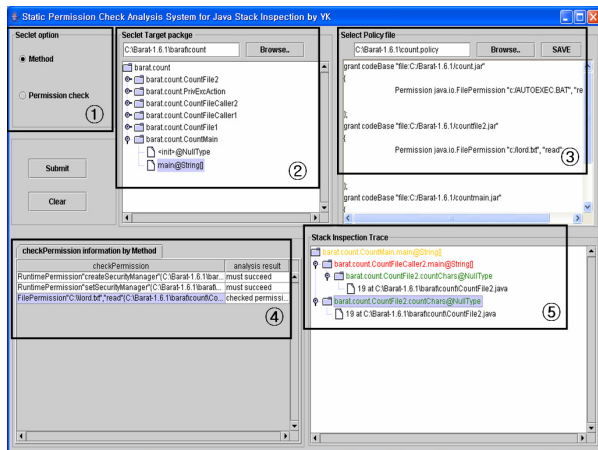 Static Permission Check Analysis System for Java Stack Inspection by YK
Seclet option
Method
Permission check
①
Submit
Clear
Seclet Target packge
C:\Barat-1.6.1\barat\count
Browse..
barat.count
barat.count.CountFile2
barat.count.PrivExcAction
barat.count.CountFileCaller2
barat.count.CountFileCaller1
barat.count.CountFile1
barat.count.CountMain
<init>@NullType
main@String[]
②
Select Policy file
C:\Barat-1.6.1\count.policy
Browse..
SAVE
grant codeBase "file:C:/Barat-1.6.1/count.jar"
{
Permission java.io.FilePermission "c:/AUTOEXEC.BAT", "re
};
grant codeBase "file:C:/Barat-1.6.1/countfile2.jar"
{
Permission java.io.FilePermission "c:/lord.txt", "read"
③
};
grant codeBase "file:C:/Barat-1.6.1/countmain.jar"
{
checkPermission information by Method
checkPermission
analysis result
RuntimePermission"createSecurityManager"(C:\Barat-1.6.1\bar...
must succeed
RuntimePermission"setSecurityManager"(C:\Barat-1.6.1\barat\...
must succeed
FilePermission"C:\\lord.txt","read"(C:\Barat-1.6.1\barat\count\Co...
checked permissi...
④
Stack Inspection Trace
barat.count.CountMain.main@String[]
barat.count.CountFileCaller2.main@String[]
barat.count.CountFile2.countChars@NullType
19 at C:\Barat-1.6.1\barat\count\CountFile2.java
barat.count.CountFile2.countChars@NullType
19 at C:\Barat-1.6.1\barat\count\CountFile2.java
⑤